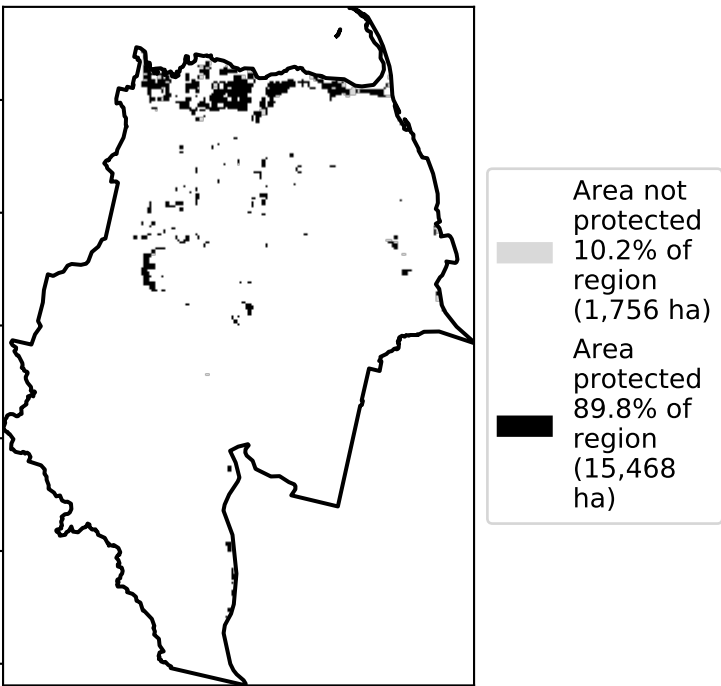 Area not
protected
10.2% of
region
(1,756 ha)
Area
protected
89.8% of
region
(15,468
ha)